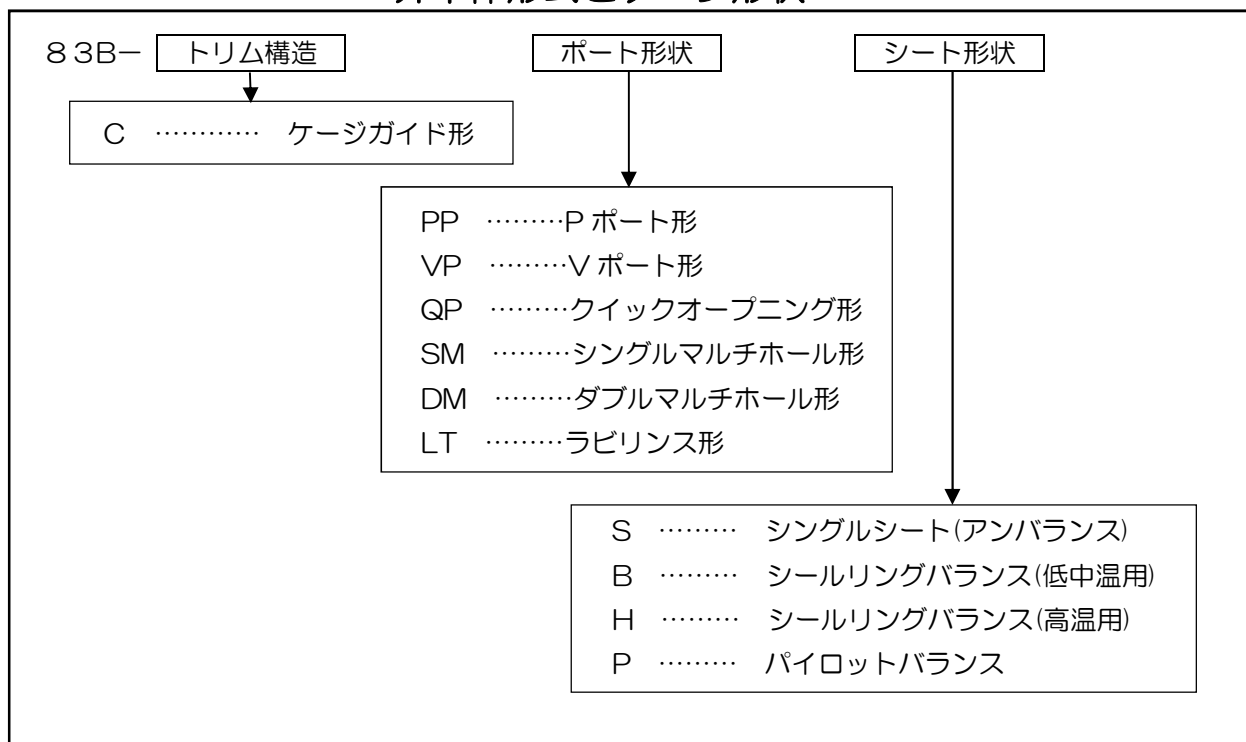 83B－ トリム構造 ポート形状 シート形状
C ………… ケージガイド形
PP ………Pポート形
VP ………Vポート形
QP ………クイックオープニング形
SM ………シングルマルチホール形
DM ………ダブルマルチホール形
LT ………ラビリンス形
S ……… シングルシート(アンバランス)
B ……… シールリングバランス(低中温用)
H ……… シールリングバランス(高温用)
P ……… パイロットバランス